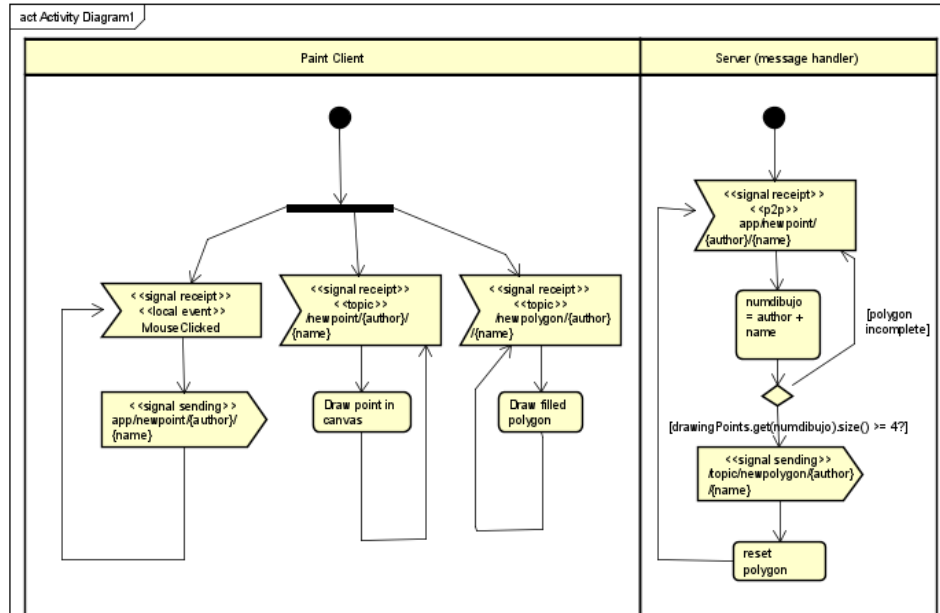 act Activity Diagram1
Paint Client
Server (message handler)
<<signal receipt>>
<<local event>>
MouseClicked
<<signal sending>>
app/newpoint/{author}/
{name}
<<signal receipt>>
<<topic>>
/newpoint/{author}/
{name}
Draw point in
canvas
<<signal receipt>>
<<topic>>
/newpolygon/{author}
/{name}
Draw filled
polygon
<<signal receipt>>
<<p2p>>
app/newpoint/
{author}/{name}
numdibujo
= author +
name
[polygon
incomplete]
[drawingPoints.get(numdibujo).size() >= 4?]
<<signal sending>>
/topic/newpolygon/{author}
/{name}
reset
polygon